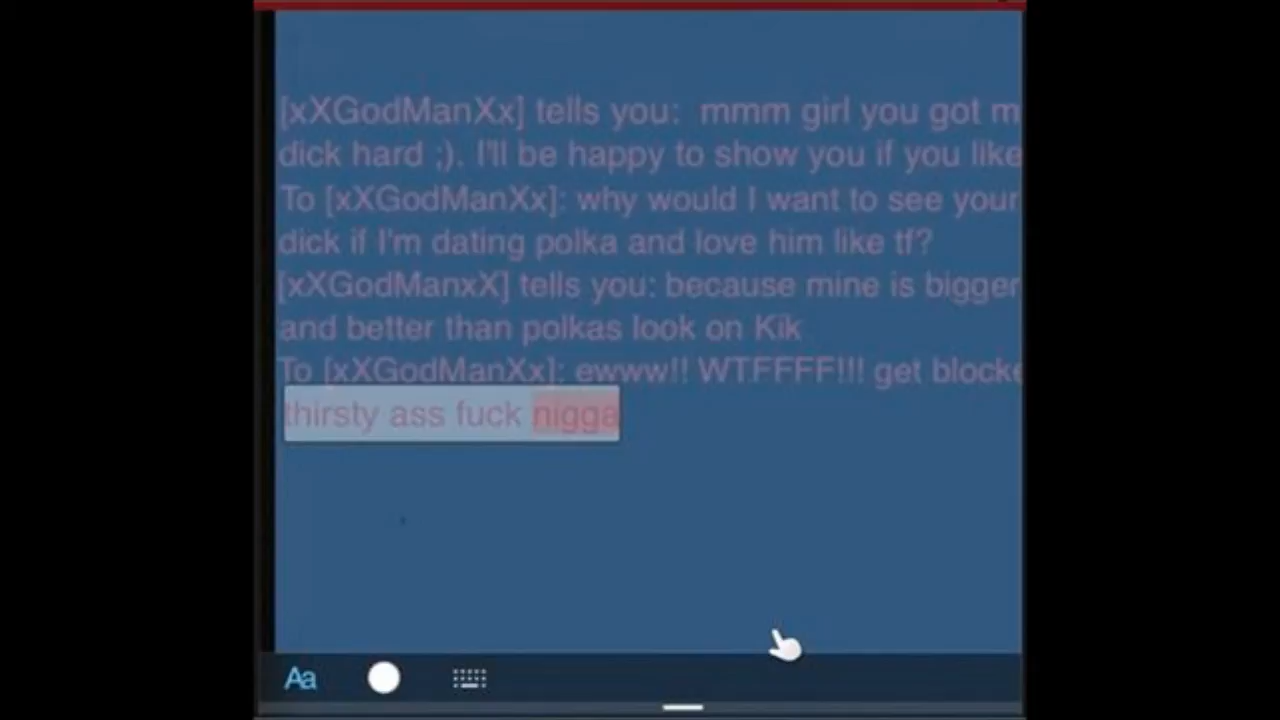 [xXGodManXx] tells you: mmm girl you got m
dick hard ;). I'll be happy to show you if you like
To [xXGodManXx]: why would I want to see your
dick if I'm dating polka and love him like tf?
[xXGodManxX] tells you: because mine is bigger
and better than polkas look on Kik
To [xXGodManXx]: ewww!! WTFFFF!!! get blocke
thirsty ass fuck nigga
Aa